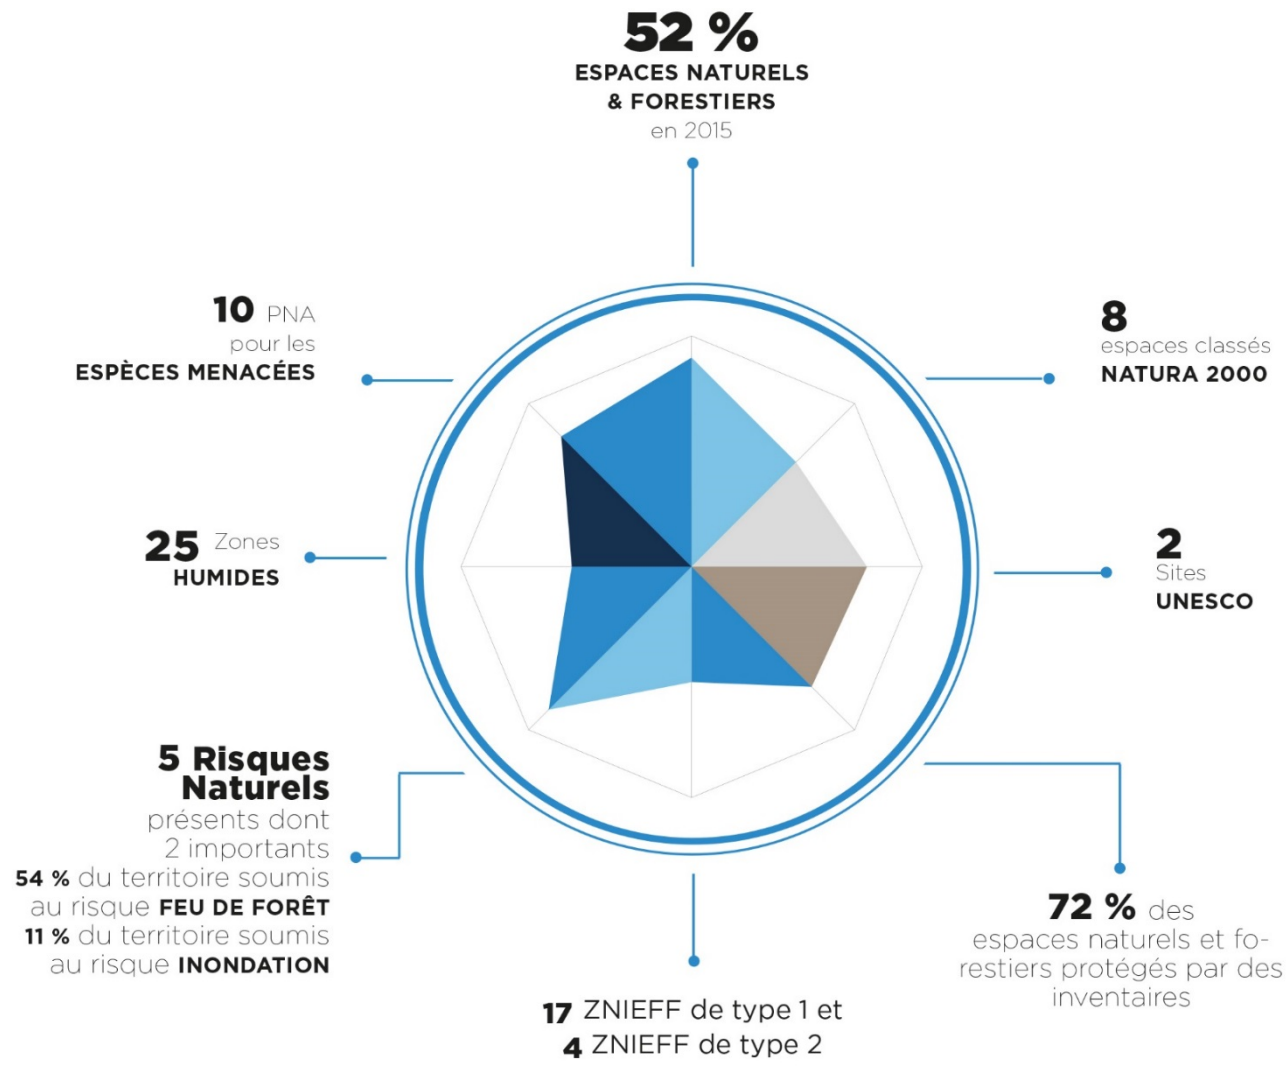 52 %
ESPACES NATURELS
& FORESTIERS
en 2015
10 PNA
pour les
ESPÈCES MENACÉES
8
espaces classés
NATURA 2000
25 Zones
HUMIDES
2
Sites
UNESCO
5 Risques
Naturels
présents dont
2 importants
54 % du territoire soumis
au risque FEU DE FORÊT
11 % du territoire soumis
au risque INONDATION
72 % des
espaces naturels et fo-
restiers protégés par des
inventaires
17 ZNIEFF de type 1 et
4 ZNIEFF de type 2